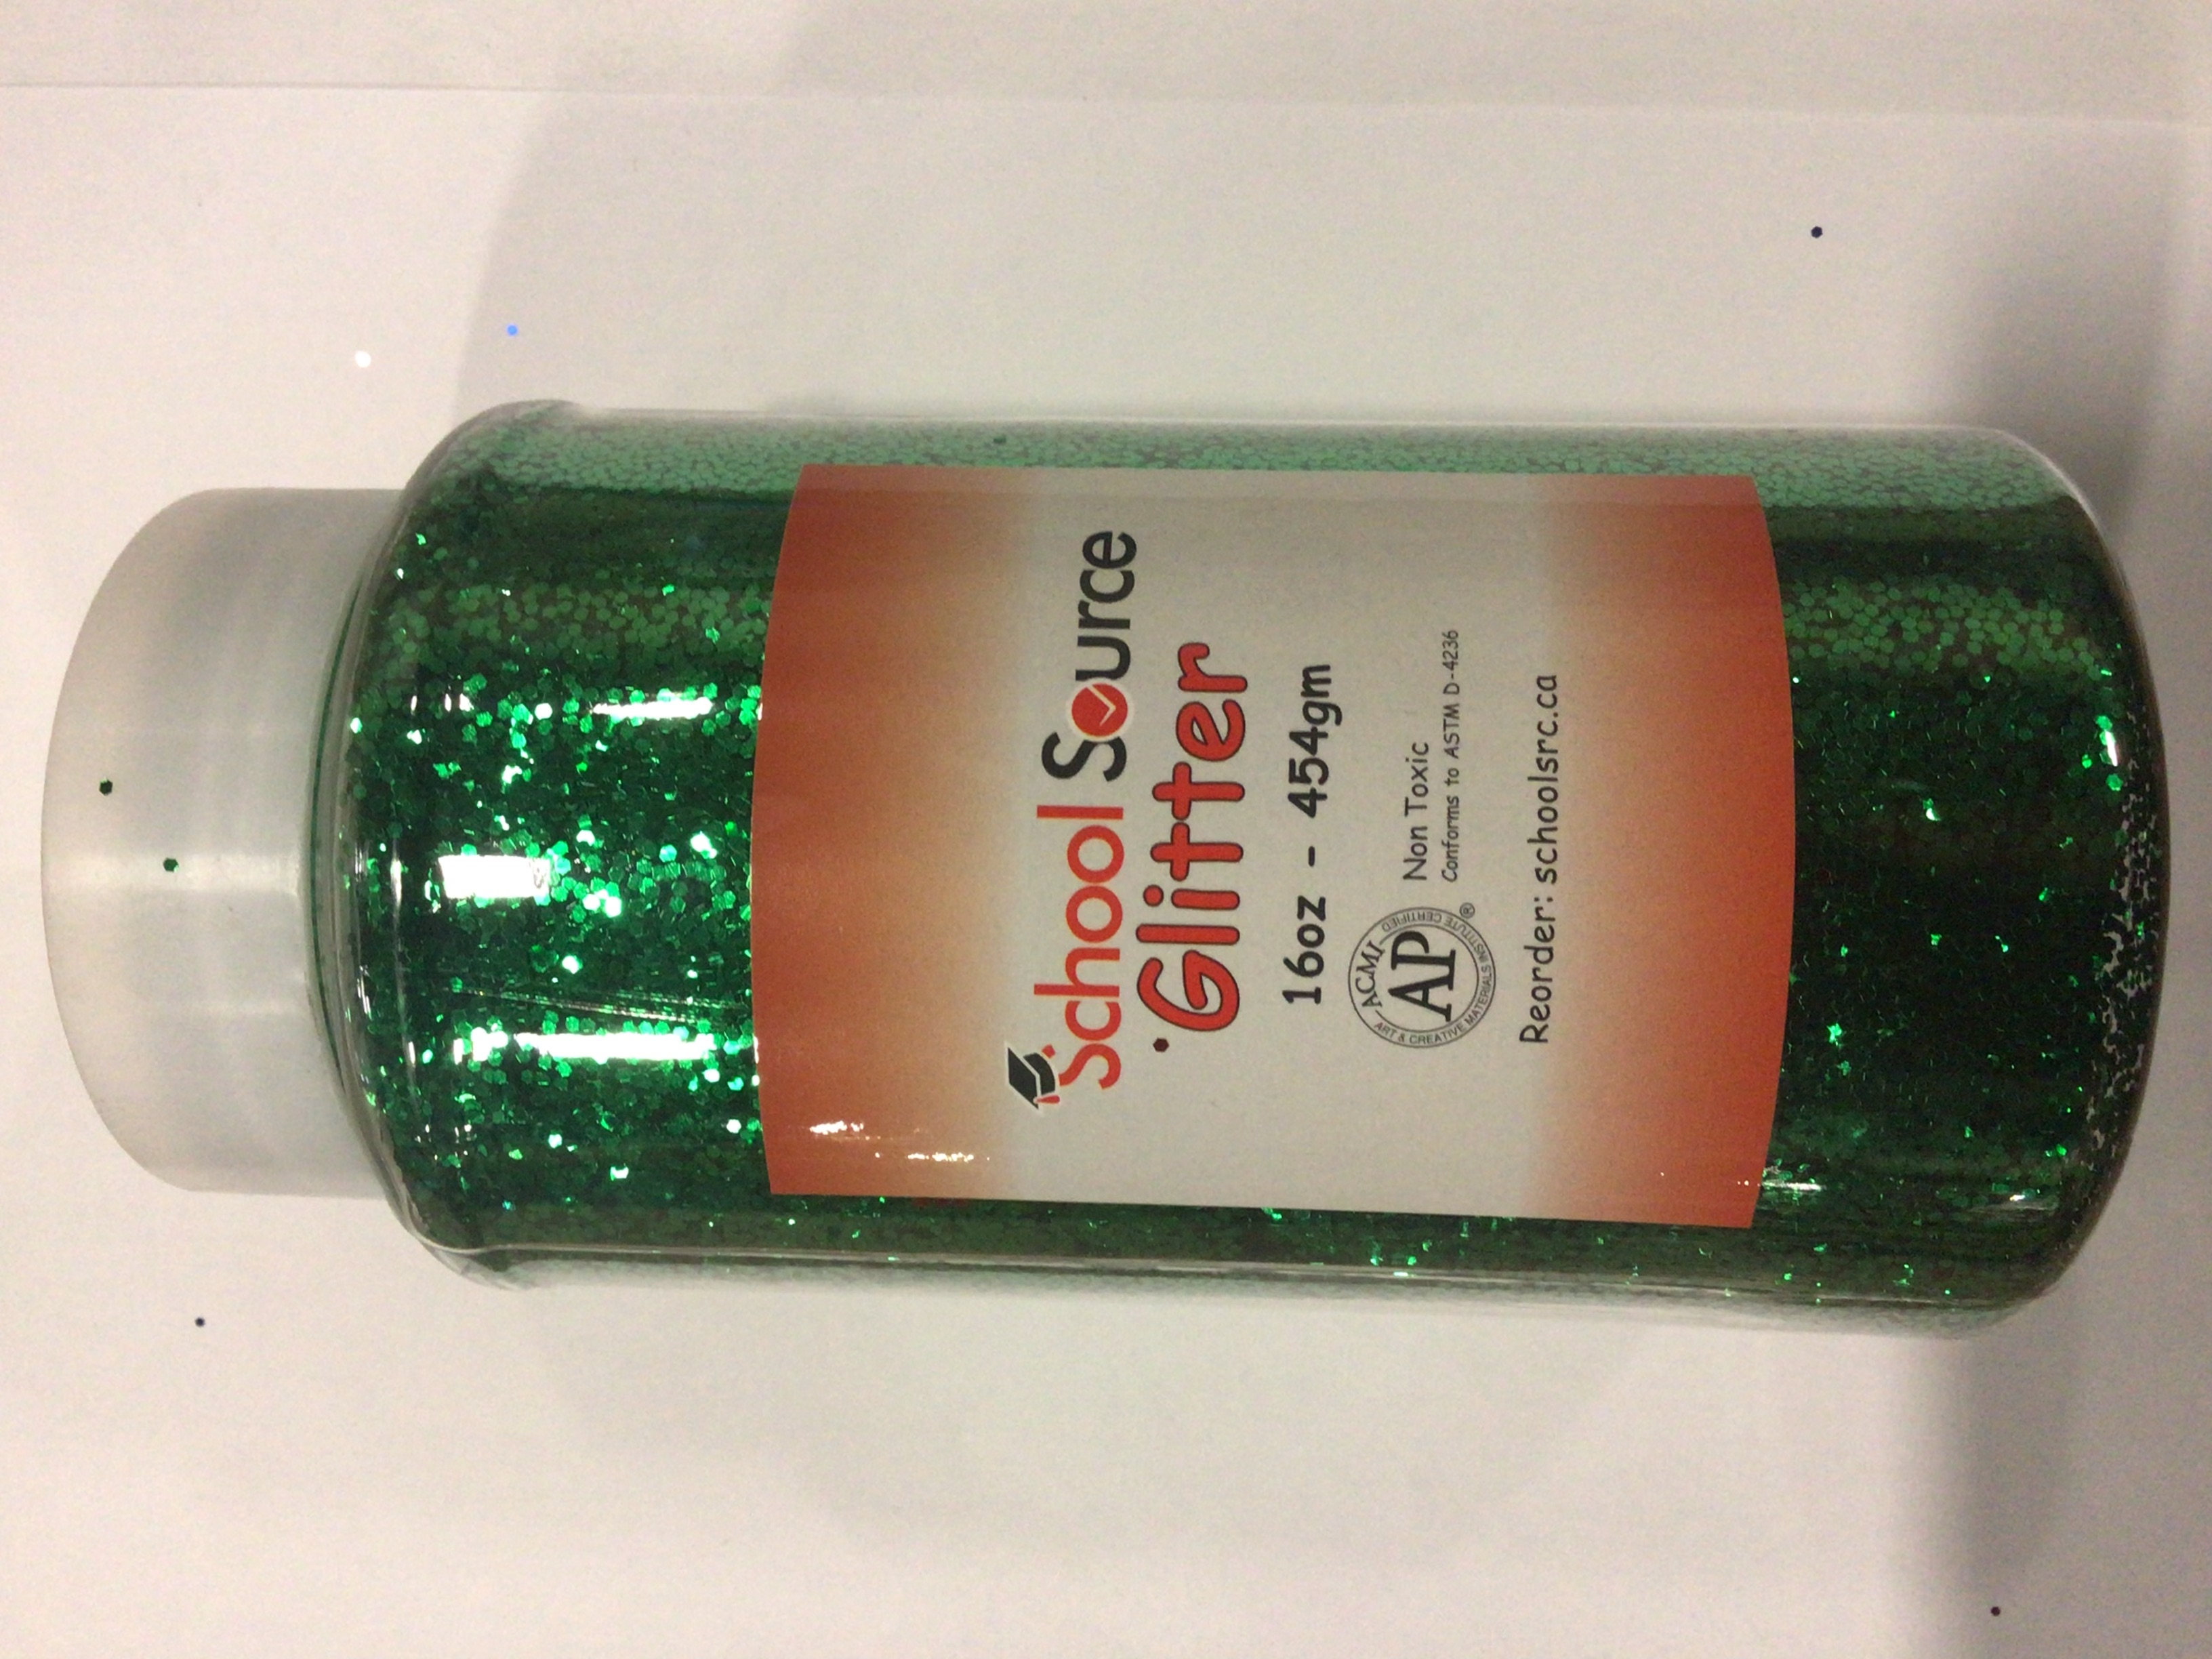 School Source
Glitter
16oz - 454gm
Non Toxic
Conforms to ASTM D-4236
ACMI
AP
ART & CREATIVE MATERIALS INSTITUTE CERTIFIED
®
Reorder: schoolsrc.ca